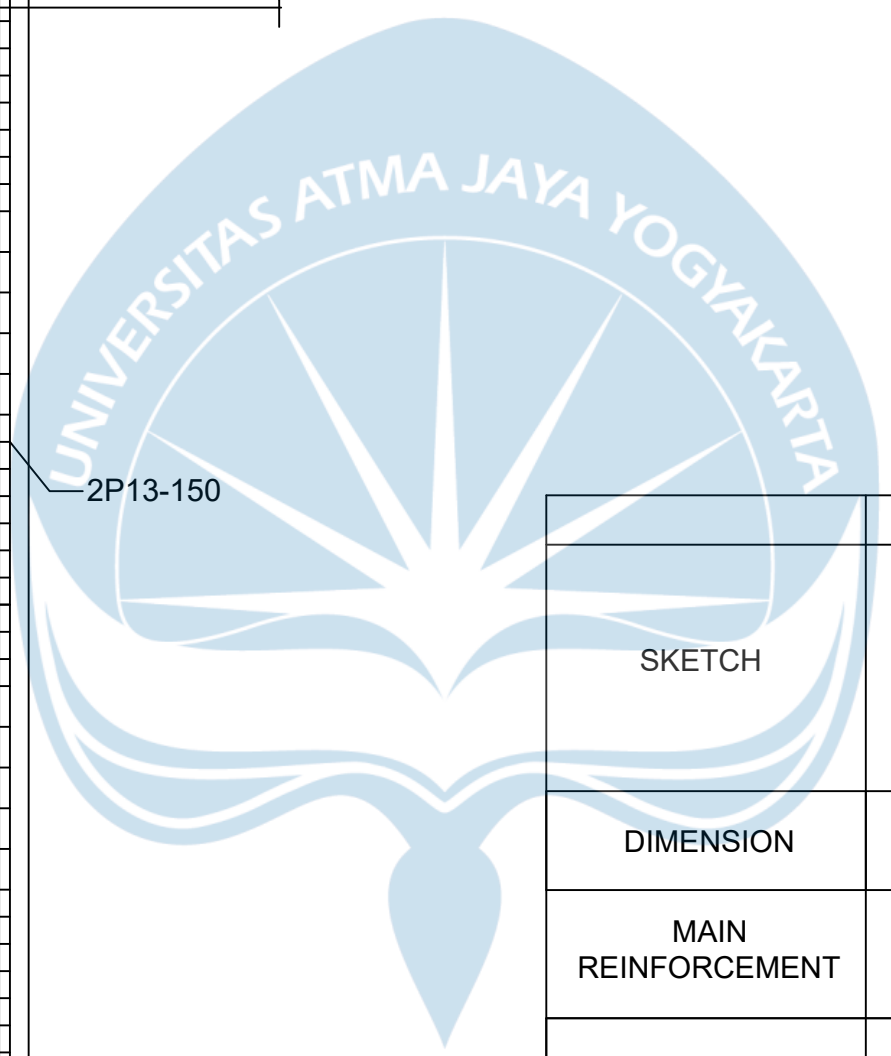 UNIVERSITAS ATMA JAYA YOGYAKARTA
2P13-150
SKETCH
DIMENSION
MAIN
REINFORCEMENT